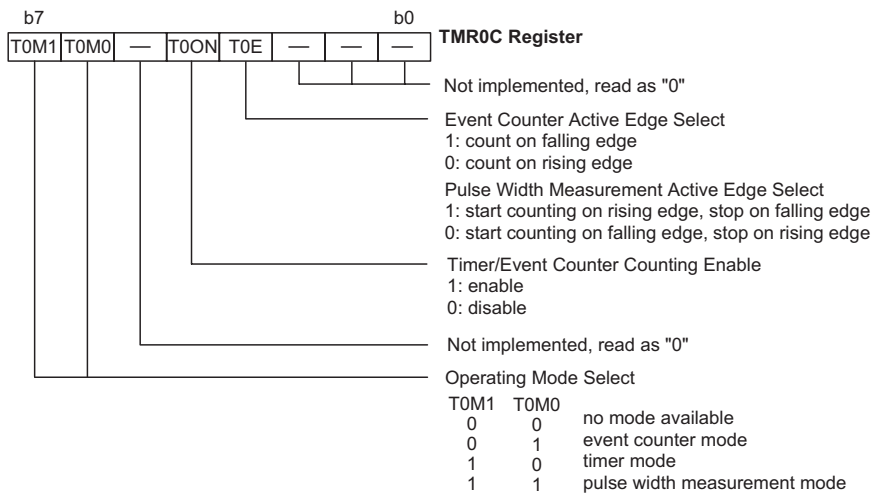 b7 b0
T0M1 T0M0 — T0ON T0E — — —
TMR0C Register
Not implemented, read as "0"
Event Counter Active Edge Select
1: count on falling edge
0: count on rising edge
Pulse Width Measurement Active Edge Select
1: start counting on rising edge, stop on falling edge
0: start counting on falling edge, stop on rising edge
Timer/Event Counter Counting Enable
1: enable
0: disable
Not implemented, read as "0"
Operating Mode Select
T0M1 T0M0
0 0 no mode available
0 1 event counter mode
1 0 timer mode
1 1 pulse width measurement mode